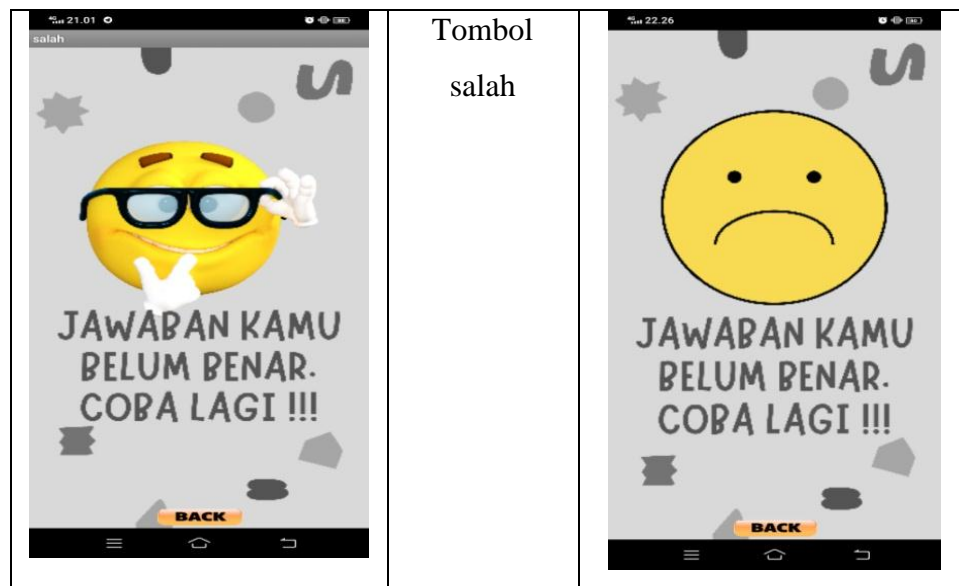 21.01
salah
JAWABAN KAMU
BELUM BENAR.
COBA LAGI !!!
BACK
Tombol
salah
22.26
JAWABAN KAMU
BELUM BENAR.
COBA LAGI !!!
BACK